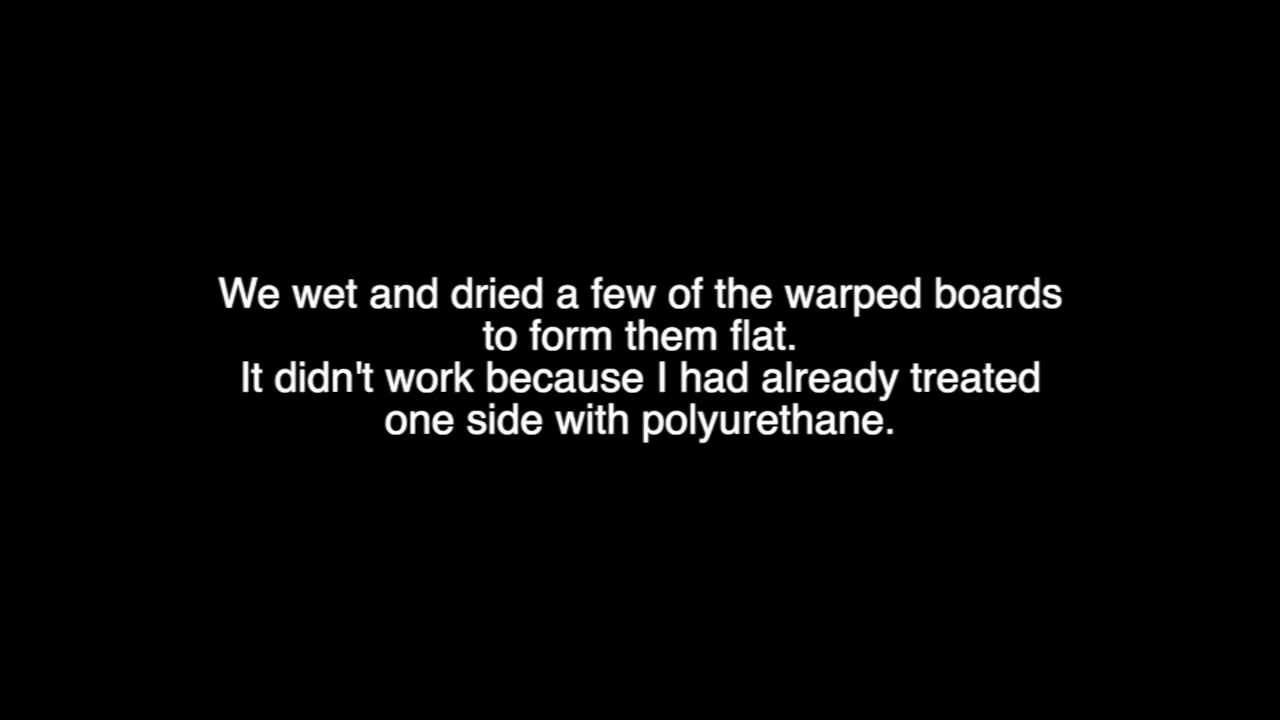 We wet and dried a few of the warped boards
to form them flat.
It didn't work because I had already treated
one side with polyurethane.